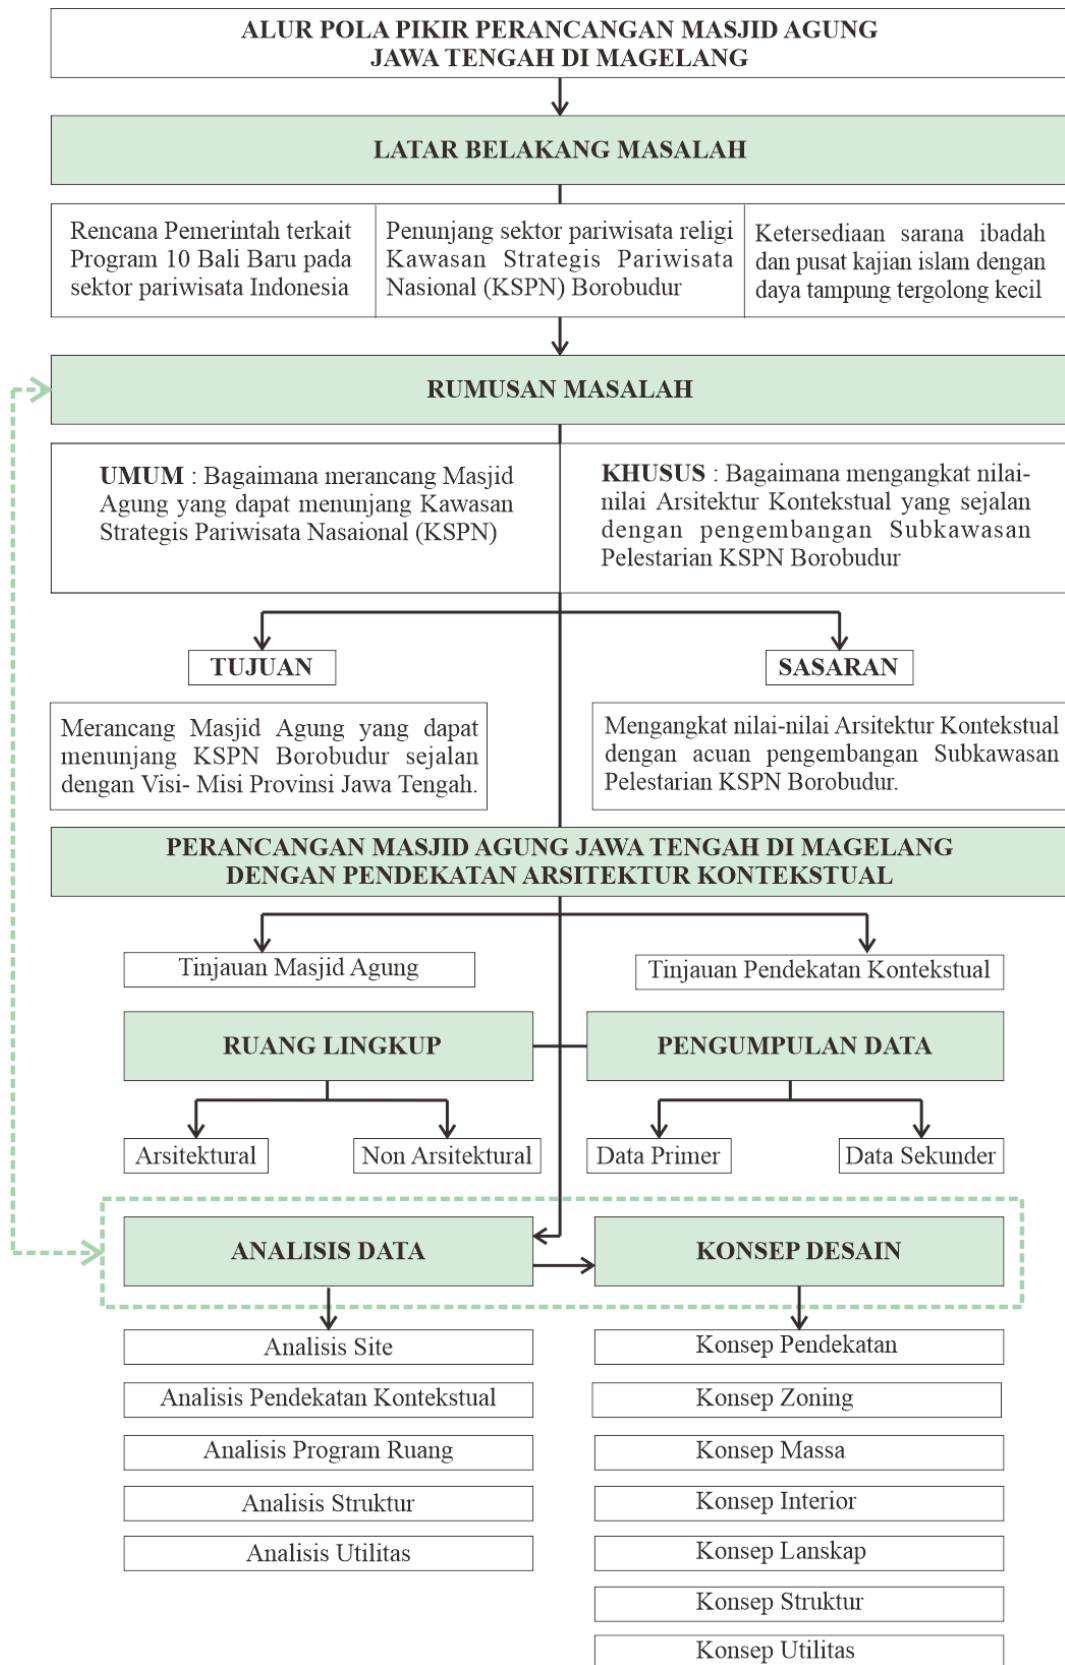 ALUR POLA PIKIR PERANCANGAN MASJID AGUNG
JAWA TENGAH DI MAGELANG
LATAR BELAKANG MASALAH
Rencana Pemerintah terkait
Program 10 Bali Baru pada
sektor pariwisata Indonesia
Penunjang sektor pariwisata religi
Kawasan Strategis Pariwisata
Nasional (KSPN) Borobudur
Ketersediaan sarana ibadah
dan pusat kajian islam dengan
daya tampung tergolong kecil
RUMUSAN MASALAH
UMUM : Bagaimana merancang Masjid
Agung yang dapat menunjang Kawasan
Strategis Pariwisata Nasaional (KSPN)
KHUSUS : Bagaimana mengangkat nilai-
nilai Arsitektur Kontekstual yang sejalan
dengan pengembangan Subkawasan
Pelestarian KSPN Borobudur
TUJUAN
SASARAN
Merancang Masjid Agung yang dapat
menunjang KSPN Borobudur sejalan
dengan Visi- Misi Provinsi Jawa Tengah.
Mengangkat nilai-nilai Arsitektur Kontekstual
dengan acuan pengembangan Subkawasan
Pelestarian KSPN Borobudur.
PERANCANGAN MASJID AGUNG JAWA TENGAH DI MAGELANG
DENGAN PENDEKATAN ARSITEKTUR KONTEKSTUAL
Tinjauan Masjid Agung
Tinjauan Pendekatan Kontekstual
RUANG LINGKUP
PENGUMPULAN DATA
Arsitektural
Non Arsitektural
Data Primer
Data Sekunder
ANALISIS DATA
KONSEP DESAIN
Analisis Site
Analisis Pendekatan Kontekstual
Analisis Program Ruang
Analisis Struktur
Analisis Utilitas
Konsep Pendekatan
Konsep Zoning
Konsep Massa
Konsep Interior
Konsep Lanskap
Konsep Struktur
Konsep Utilitas